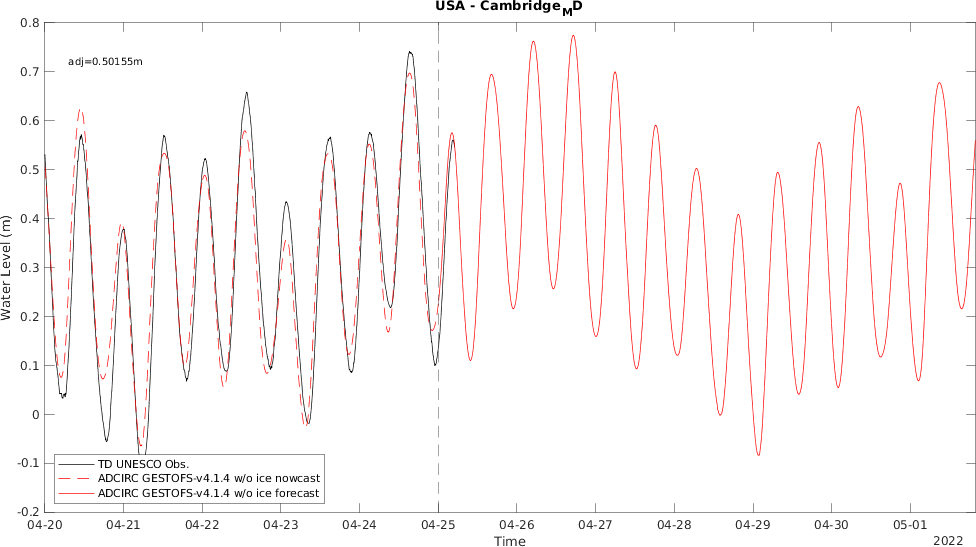 USA - Cambridge_MD
adj=0.50155m
Water Level (m)
0.8
0.7
0.6
0.5
0.4
0.3
0.2
0.1
0
-0.1
-0.2
TD UNESCO Obs.
ADCIRC GESTOFS-v4.1.4 w/o ice nowcast
ADCIRC GESTOFS-v4.1.4 w/o ice forecast
04-20 04-21 04-22 04-23 04-24 04-25 04-26 04-27 04-28 04-29 04-30 05-01
Time
2022